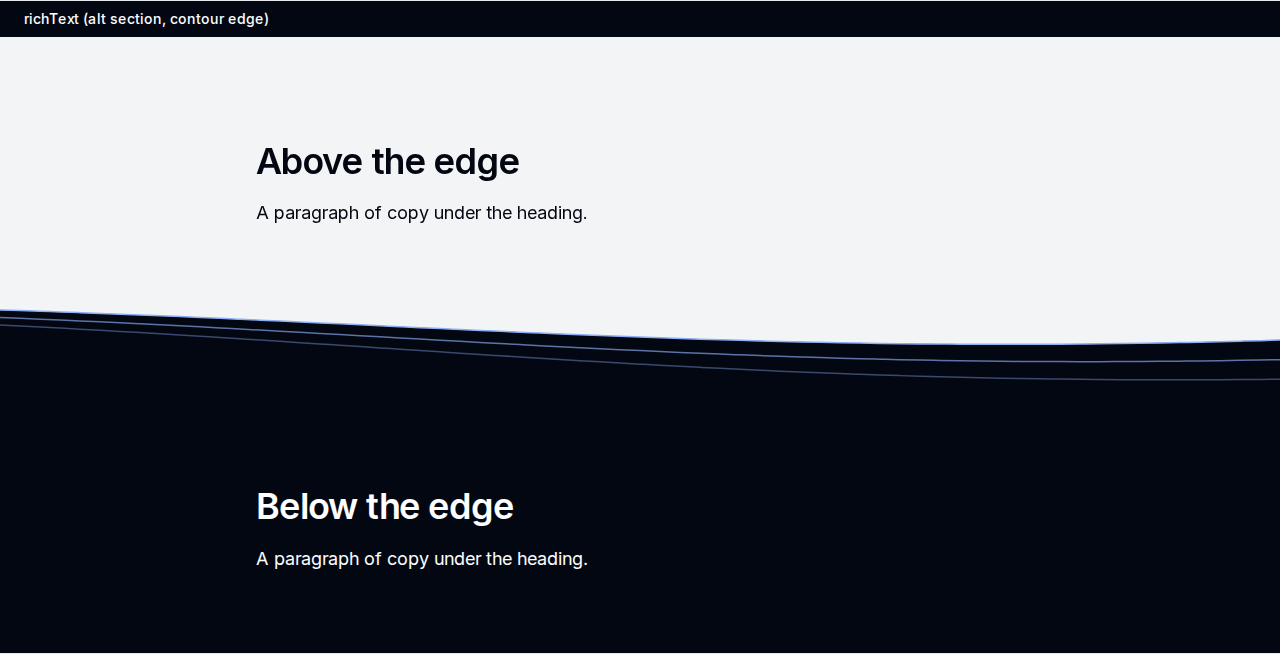 richText (alt section, contour edge)
Above the edge
A paragraph of copy under the heading.
Below the edge
A paragraph of copy under the heading.